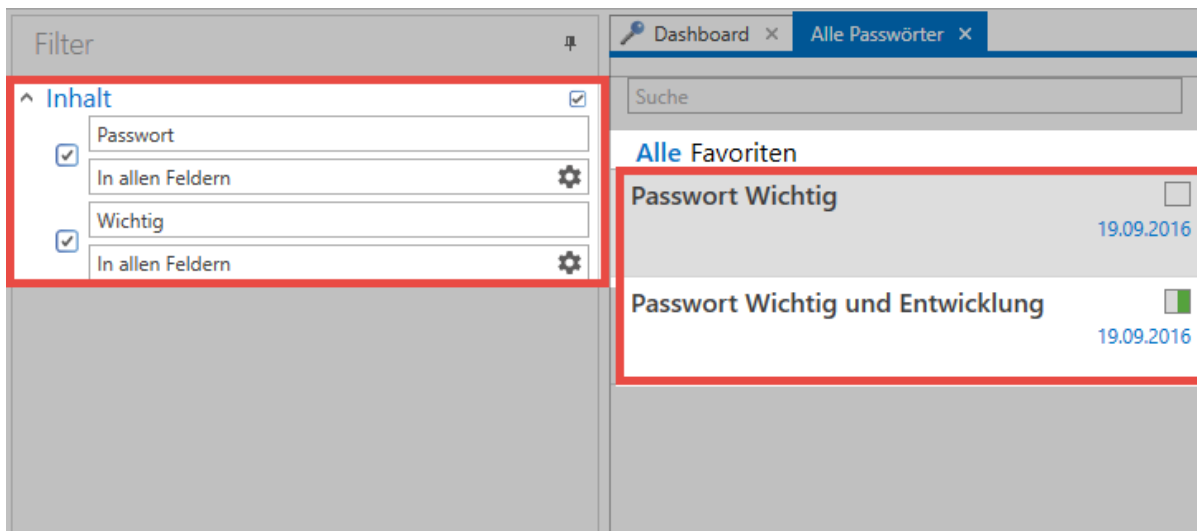 Filter
Inhalt
Passwort
In allen Feldern
Wichtig
In allen Feldern
Dashboard Alle Passwörter
Suche
Alle Favoriten
Passwort Wichtig
19.09.2016
Passwort Wichtig und Entwicklung
19.09.2016